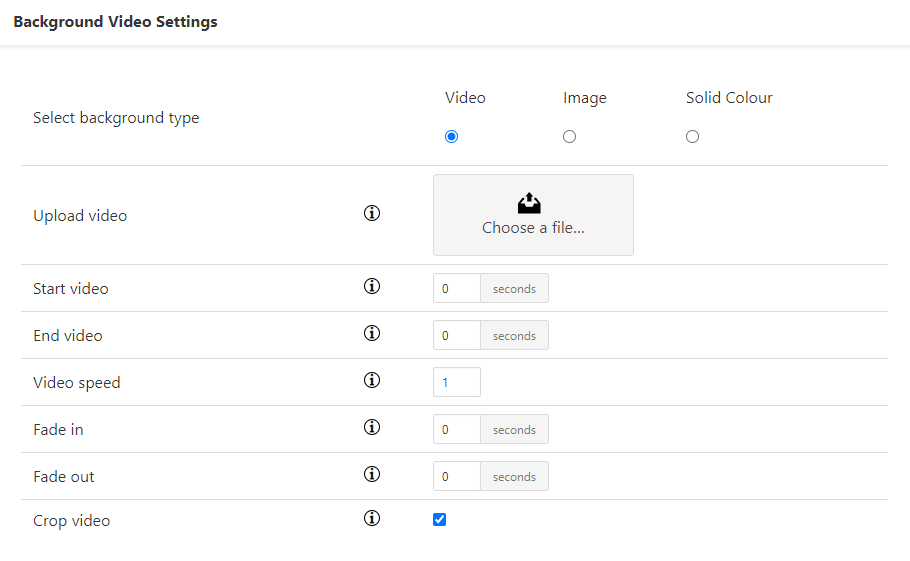 Background Video Settings
Video Image Solid Colour
Select background type
Upload video
Choose a file...
Start video 0 seconds
End video 0 seconds
Video speed 1
Fade in 0 seconds
Fade out 0 seconds
Crop video